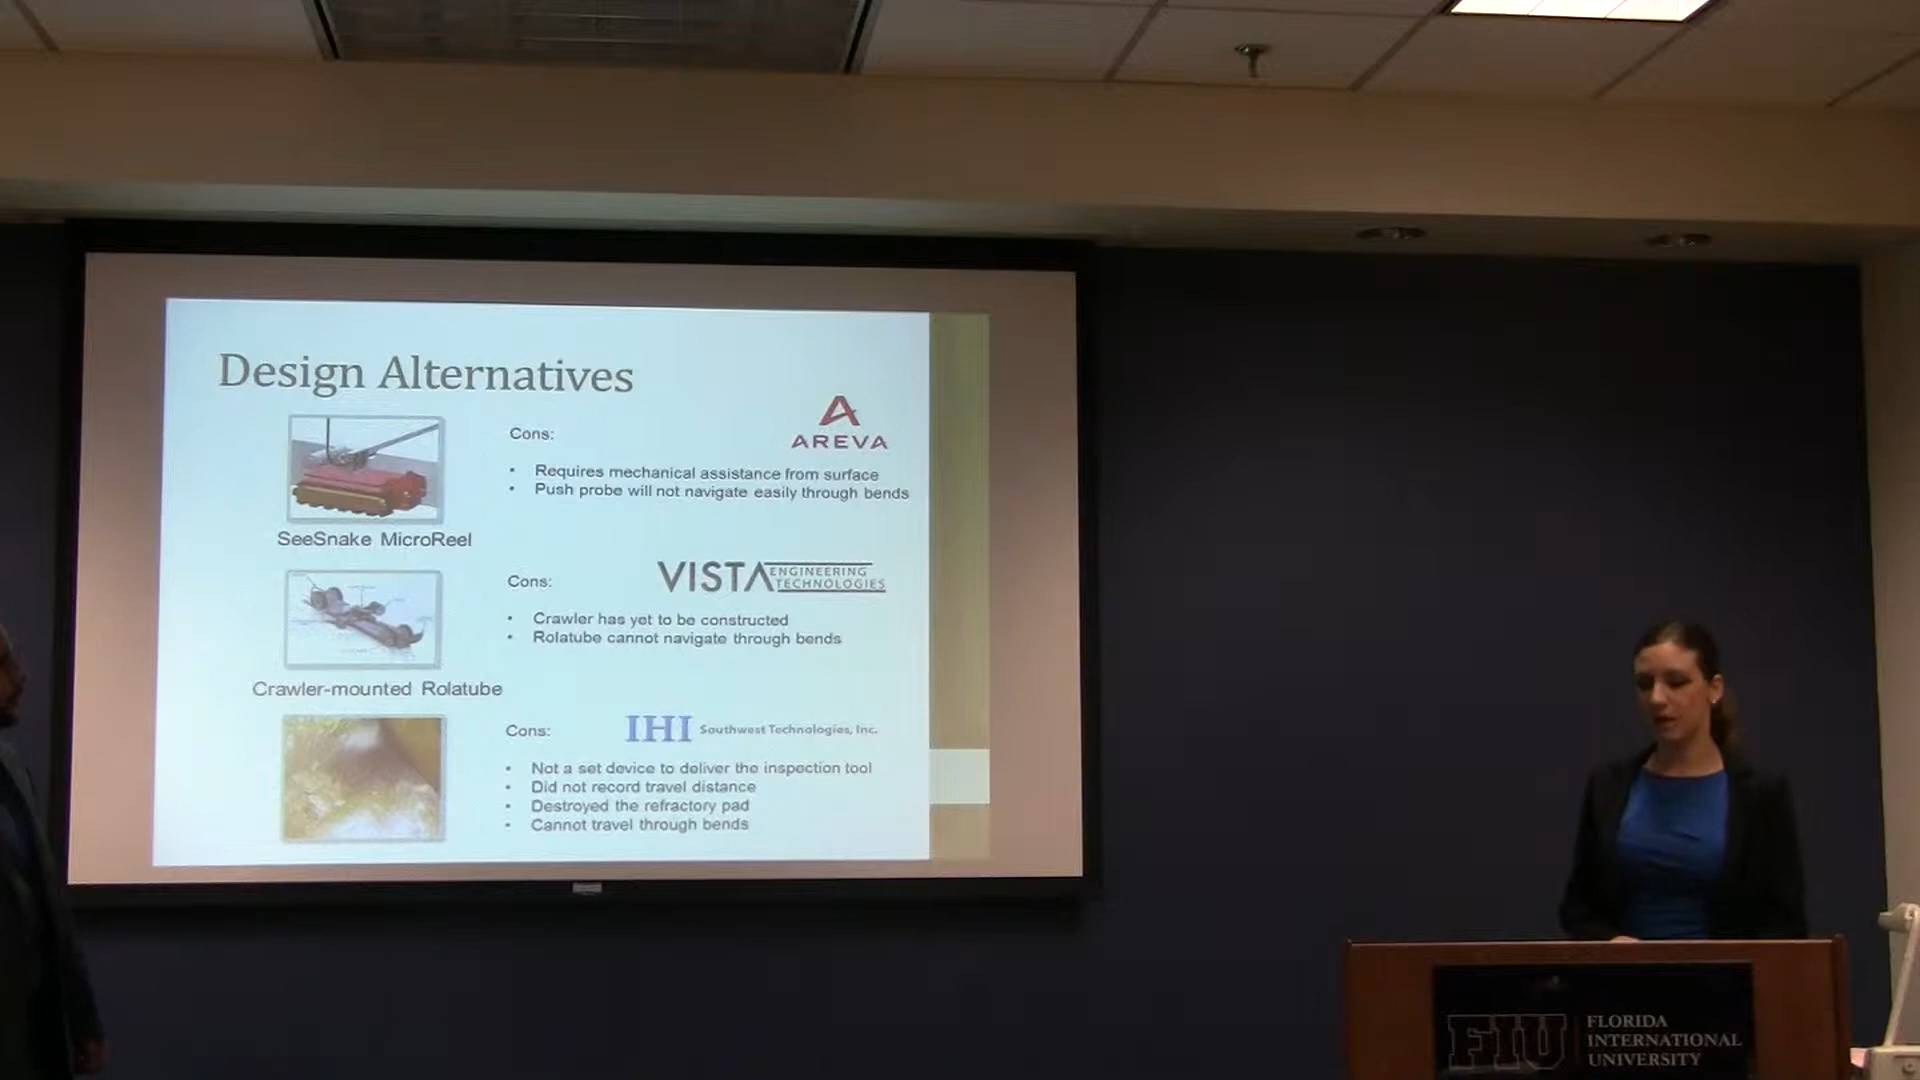 Design Alternatives
AREVA
Cons:
• Requires mechanical assistance from surface
• Push probe will not navigate easily through bends
SeeSnake MicroReel
VISTA ENGINEERING
TECHNOLOGIES
Cons:
• Crawler has yet to be constructed
• Rolatube cannot navigate through bends
Crawler-mounted Rolatube
Cons:
IHI Southwest Technologies, Inc.
• Not a set device to deliver the inspection tool
• Did not record travel distance
• Destroyed the refractory pad
• Cannot travel through bends
FIU
FLORIDA
INTERNATIONAL
UNIVERSITY